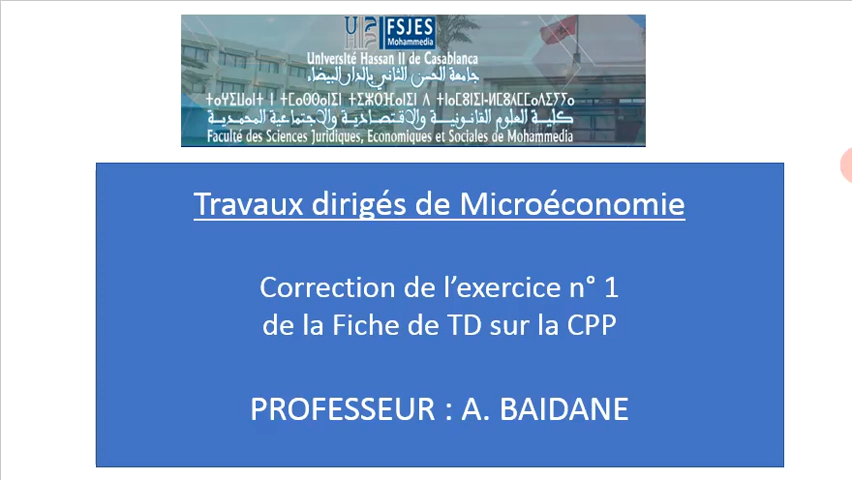 FSJES
Mohammedia
Université Hassan II de Casablanca
جامعة الحسن الثاني بالدار البيضاء
كلية العلوم القانونية والاقتصادية والاجتماعية المحمدية
Faculté des Sciences Juridiques, Economiques et Sociales de Mohammedia
Travaux dirigés de Microéconomie
Correction de l’exercice n° 1
de la Fiche de TD sur la CPP
PROFESSEUR : A. BAIDANE